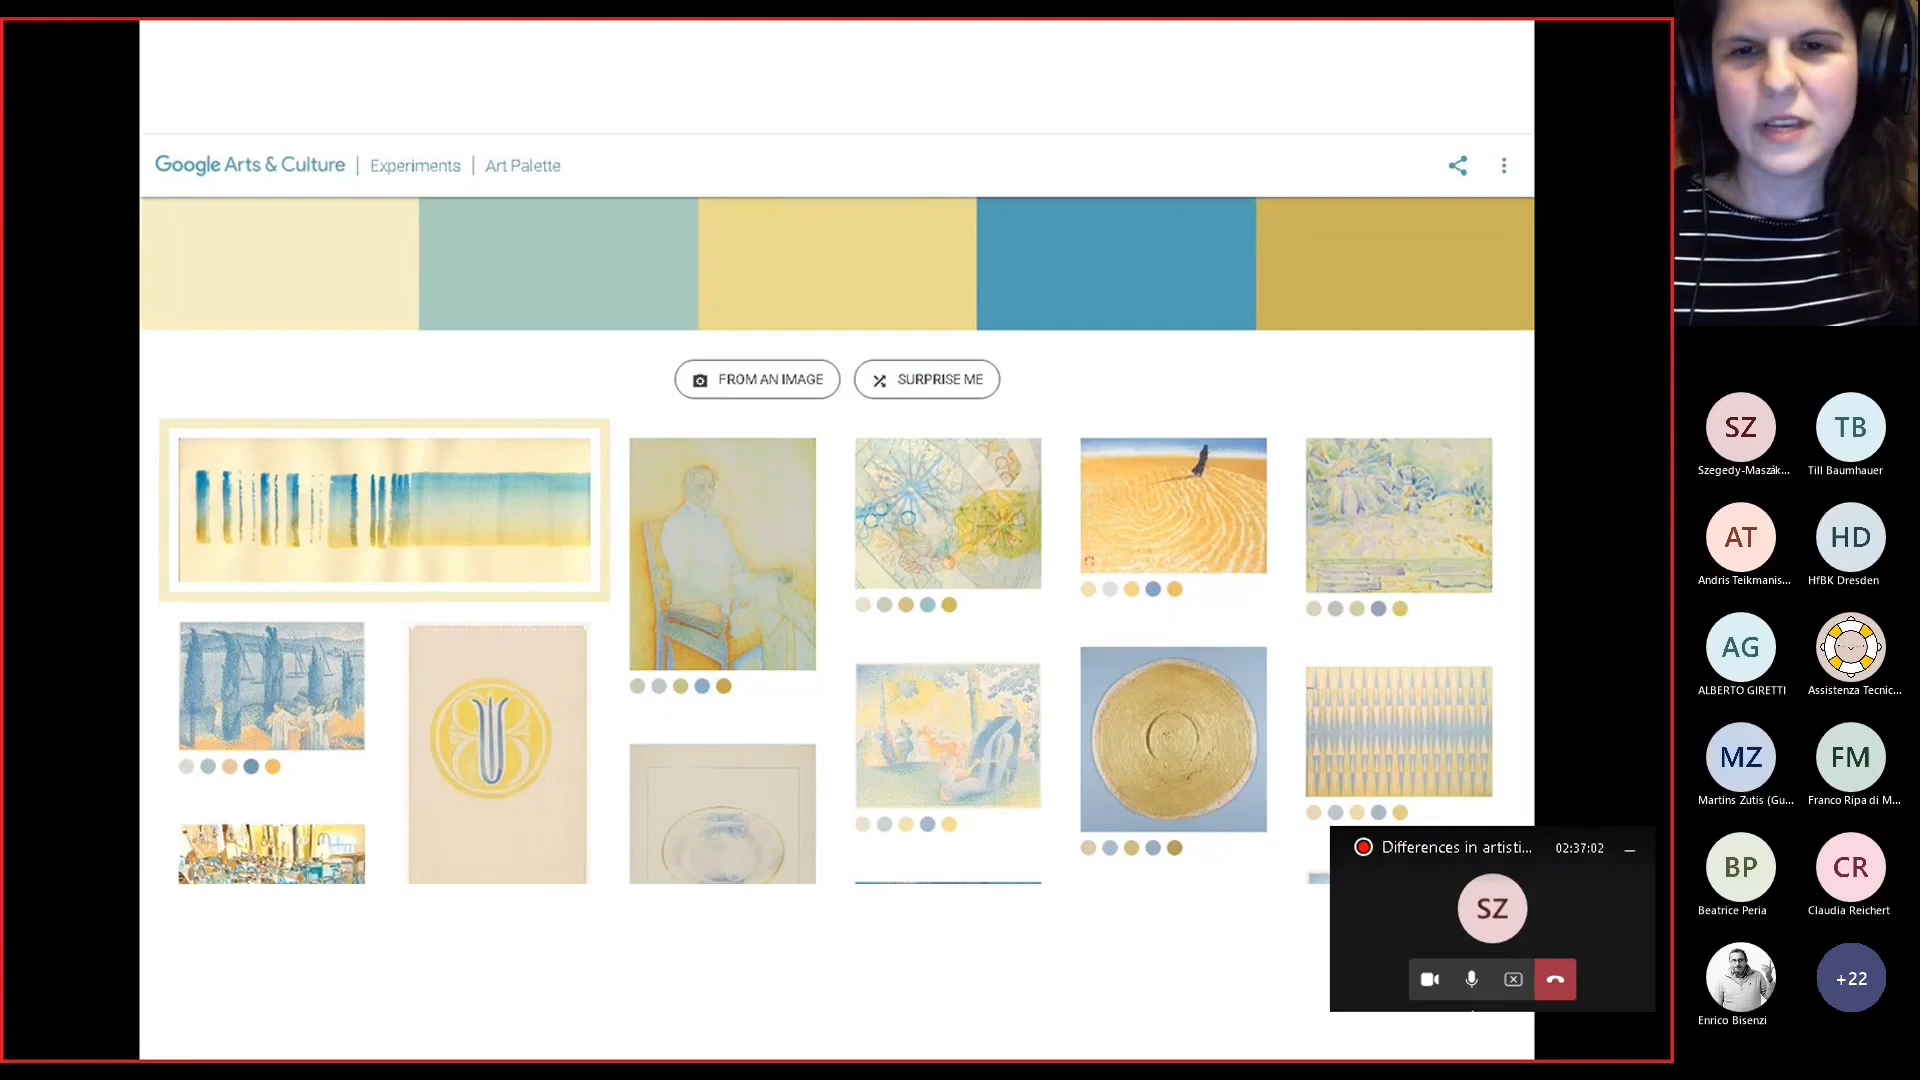 Google Arts & Culture | Experiments | Art Palette
FROM AN IMAGE
SURPRISE ME
Differences in artisti...
02:37:02
SZ
SZ
Szegedy-Maszák...
TB
Till Baumhauer
AT
Andris Teikmanis...
HD
HfBK Dresden
AG
ALBERTO GIRETTI
Assistenza Tecnic...
MZ
Martins Zutis (Gu...
FM
Franco Ripa di M...
BP
Beatrice Peria
CR
Claudia Reichert
Enrico Bisenzi
+22